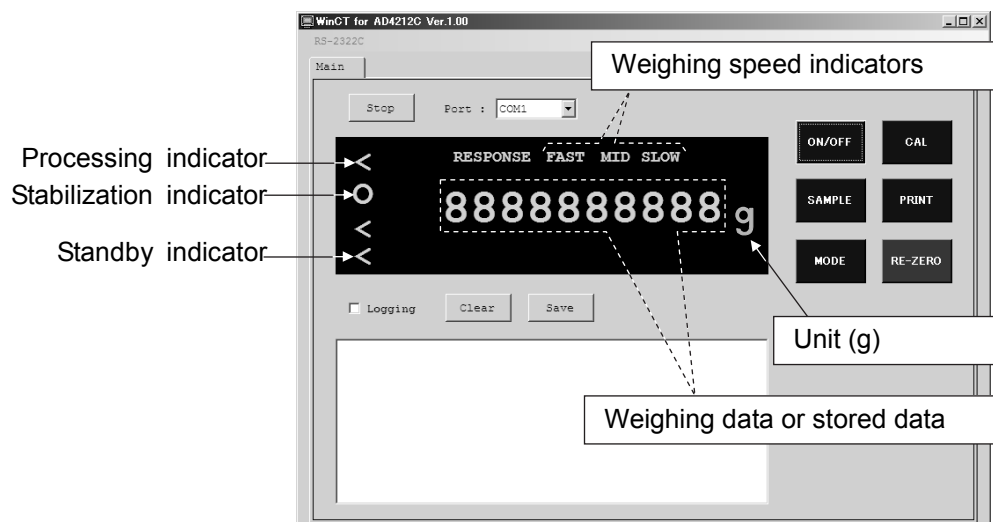 WinCT for AD4212C Ver.1.00
RS-2322C
Main
Weighing speed indicators
Stop Port : COM1
ON/OFF CAL
Processing indicator
RESPONSE FAST MID SLOW
Stabilization indicator
8888888888 g
SAMPLE PRINT
Standby indicator
MODE RE-ZERO
Logging Clear Save
Unit (g)
Weighing data or stored data